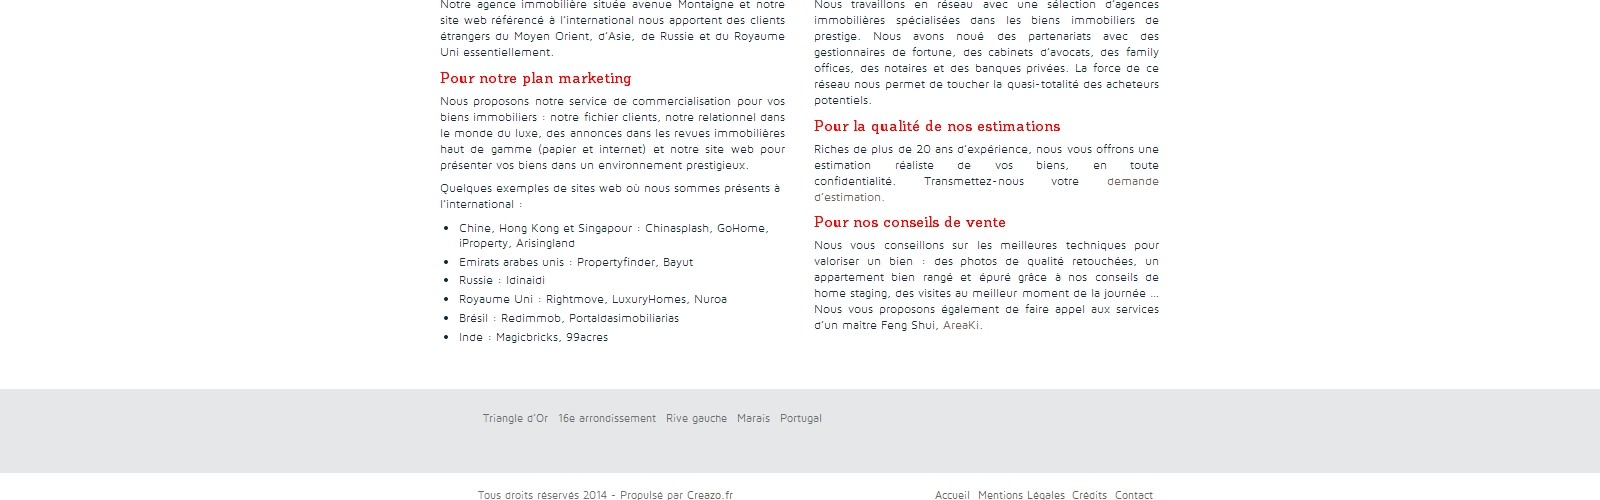 Notre agence immobilière située avenue Montaigne et notre
site web référencé à l'international nous apportent des clients
étrangers du Moyen Orient, d'Asie, de Russie et du Royaume
Uni essentiellement.
Pour notre plan marketing
Nous proposons notre service de commercialisation pour vos
biens immobiliers : notre fichier clients, notre relationnel dans
le monde du luxe, des annonces dans les revues immobilières
haut de gamme (papier et internet) et notre site web pour
présenter vos biens dans un environnement prestigieux.
Quelques exemples de sites web où nous sommes présents à
l'international :
• Chine, Hong Kong et Singapour : Chinasplash, GoHome,
iProperty, Arisingland
• Emirats arabes unis : Propertyfinder, Bayut
• Russie : Idinaidi
• Royaume Uni : Rightmove, LuxuryHomes, Nuroa
• Brésil : Redimmob, Portaldasimobiliarias
• Inde : Magicbricks, 99acres
Nous travaillons en réseau avec une sélection d'agences
immobilières spécialisées dans les biens immobiliers de
prestige. Nous avons noué des partenariats avec des
gestionnaires de fortune, des cabinets d'avocats, des family
offices, des notaires et des banques privées. La force de ce
réseau nous permet de toucher la quasi-totalité des acheteurs
potentiels.
Pour la qualité de nos estimations
Riches de plus de 20 ans d'expérience, nous vous offrons une
estimation réaliste de vos biens, en toute
confidentialité. Transmettez-nous votre demande
d'estimation.
Pour nos conseils de vente
Nous vous conseillons sur les meilleures techniques pour
valoriser un bien : des photos de qualité retouchées, un
appartement bien rangé et épuré grâce à nos conseils de
home staging, des visites au meilleur moment de la journée ...
Nous vous proposons également de faire appel aux services
d'un maitre Feng Shui, AreaKi.
Triangle d'Or 16e arrondissement Rive gauche Marais Portugal
Tous droits réservés 2014 - Propulsé par Creazo.fr
Accueil Mentions Légales Crédits Contact